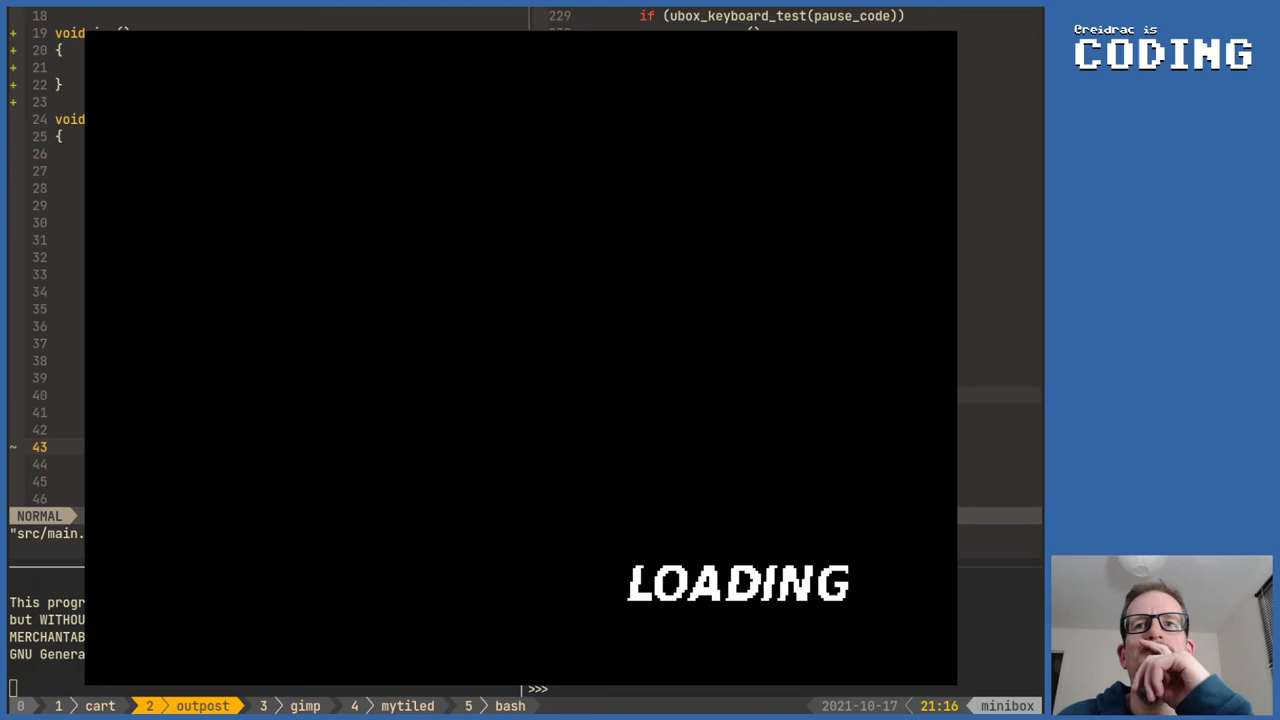 @reidrac is
CODING
18
+ 19 void
+ 20 {
+ 21
+ 22 }
+ 23
24 void
25 {
26
27
28
29
30
31
32
33
34
35
36
37
38
39
40
41
42
~ 43
44
45
46
NORMAL
"src/main.
229 if (ubox_keyboard_test(pause_code))
LOADING
This progr
but WITHOU
MERCHANTAB
GNU Genera
>>>
0 1 cart 2 outpost 3 gimp 4 mytiled 5 bash 2021-10-17 21:16 minibox